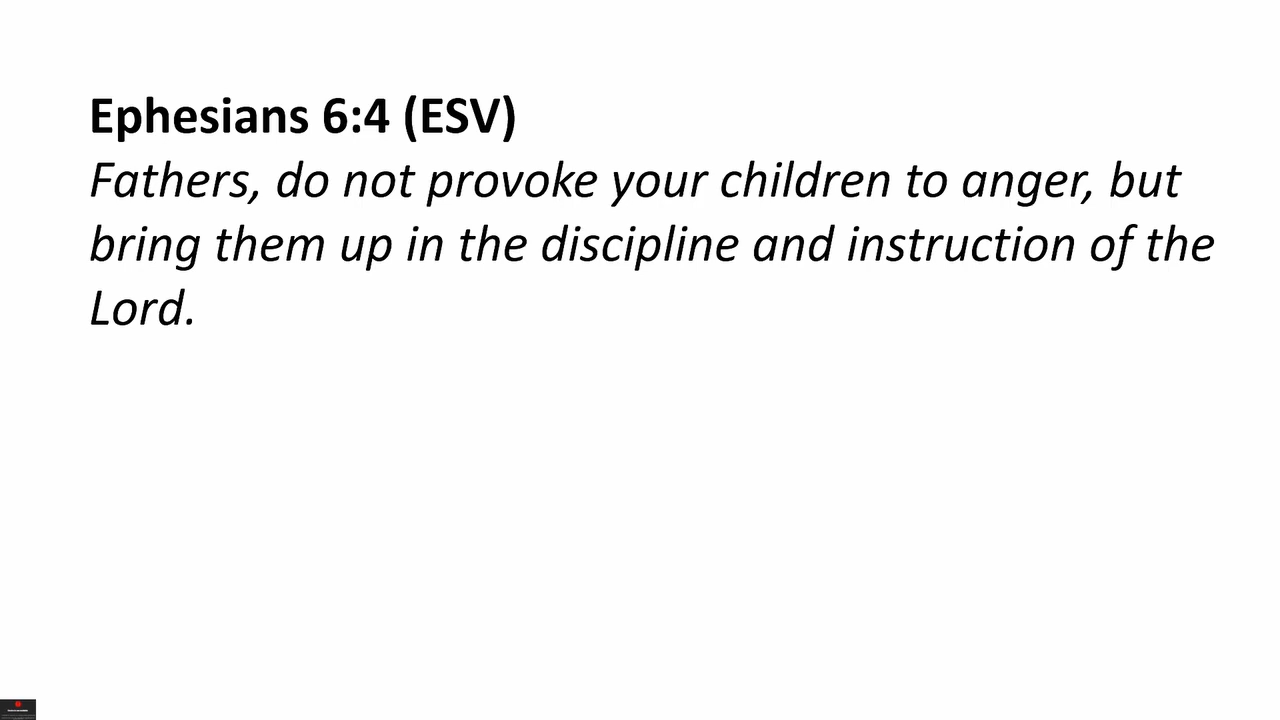 Ephesians 6:4 (ESV)
Fathers, do not provoke your children to anger, but
bring them up in the discipline and instruction of the
Lord.